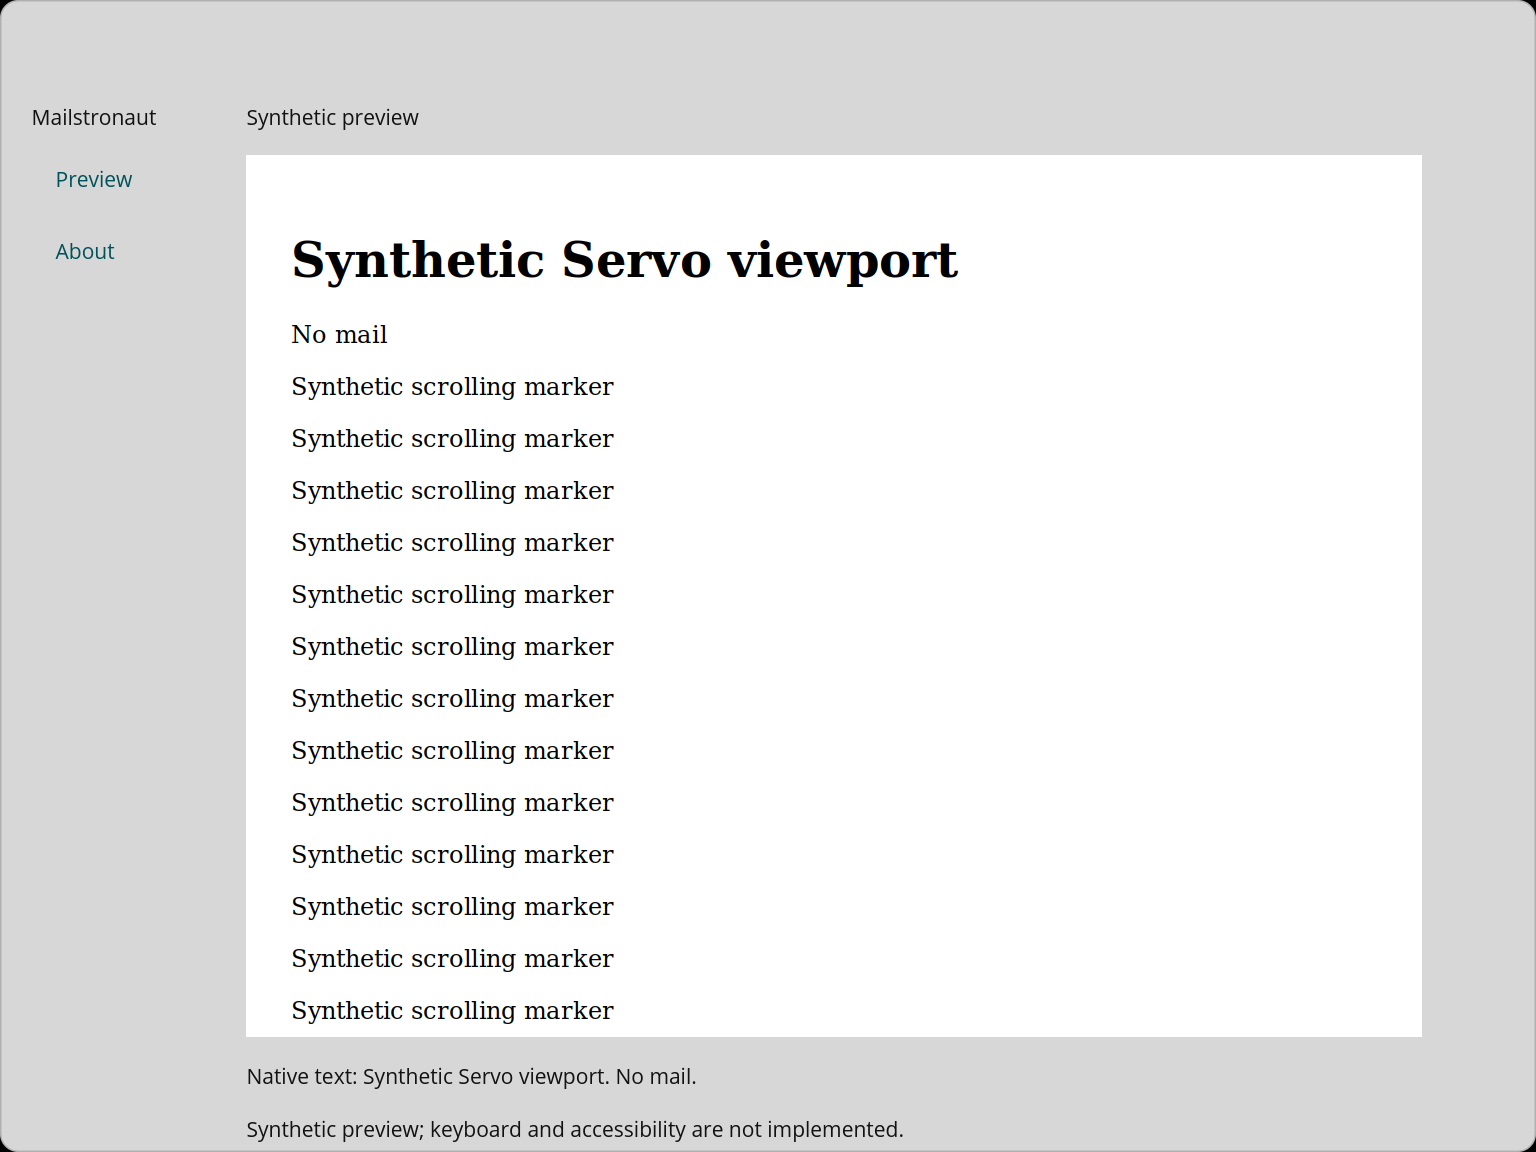 Mailstronaut
Preview
About
Synthetic preview
Synthetic Servo viewport
No mail
Synthetic scrolling marker
Synthetic scrolling marker
Synthetic scrolling marker
Synthetic scrolling marker
Synthetic scrolling marker
Synthetic scrolling marker
Synthetic scrolling marker
Synthetic scrolling marker
Synthetic scrolling marker
Synthetic scrolling marker
Synthetic scrolling marker
Synthetic scrolling marker
Synthetic scrolling marker
Native text: Synthetic Servo viewport. No mail.
Synthetic preview; keyboard and accessibility are not implemented.